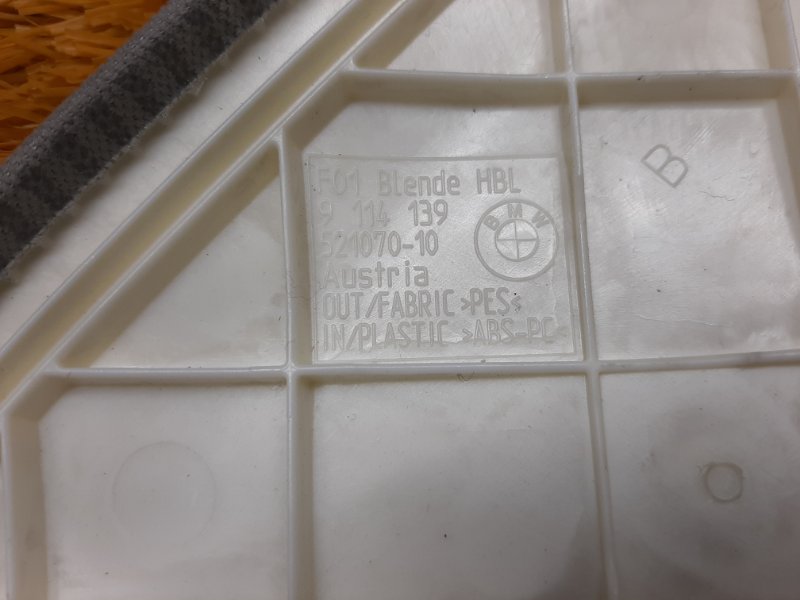 F01 Blende HBL
9 114 139
521070-10
Austria
OUT/FABRIC >PES<
IN/PLASTIC >ABS-PC<
BMW
B